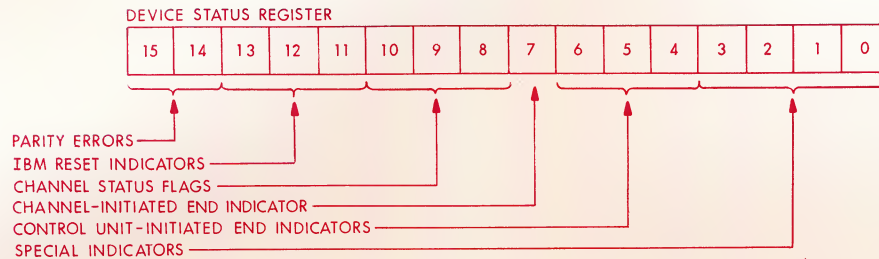 DEVICE STATUS REGISTER
15 14 13 12 11 10 9 8 7 6 5 4 3 2 1 0
PARITY ERRORS
IBM RESET INDICATORS
CHANNEL STATUS FLAGS
CHANNEL-INITIATED END INDICATOR
CONTROL UNIT-INITIATED END INDICATORS
SPECIAL INDICATORS